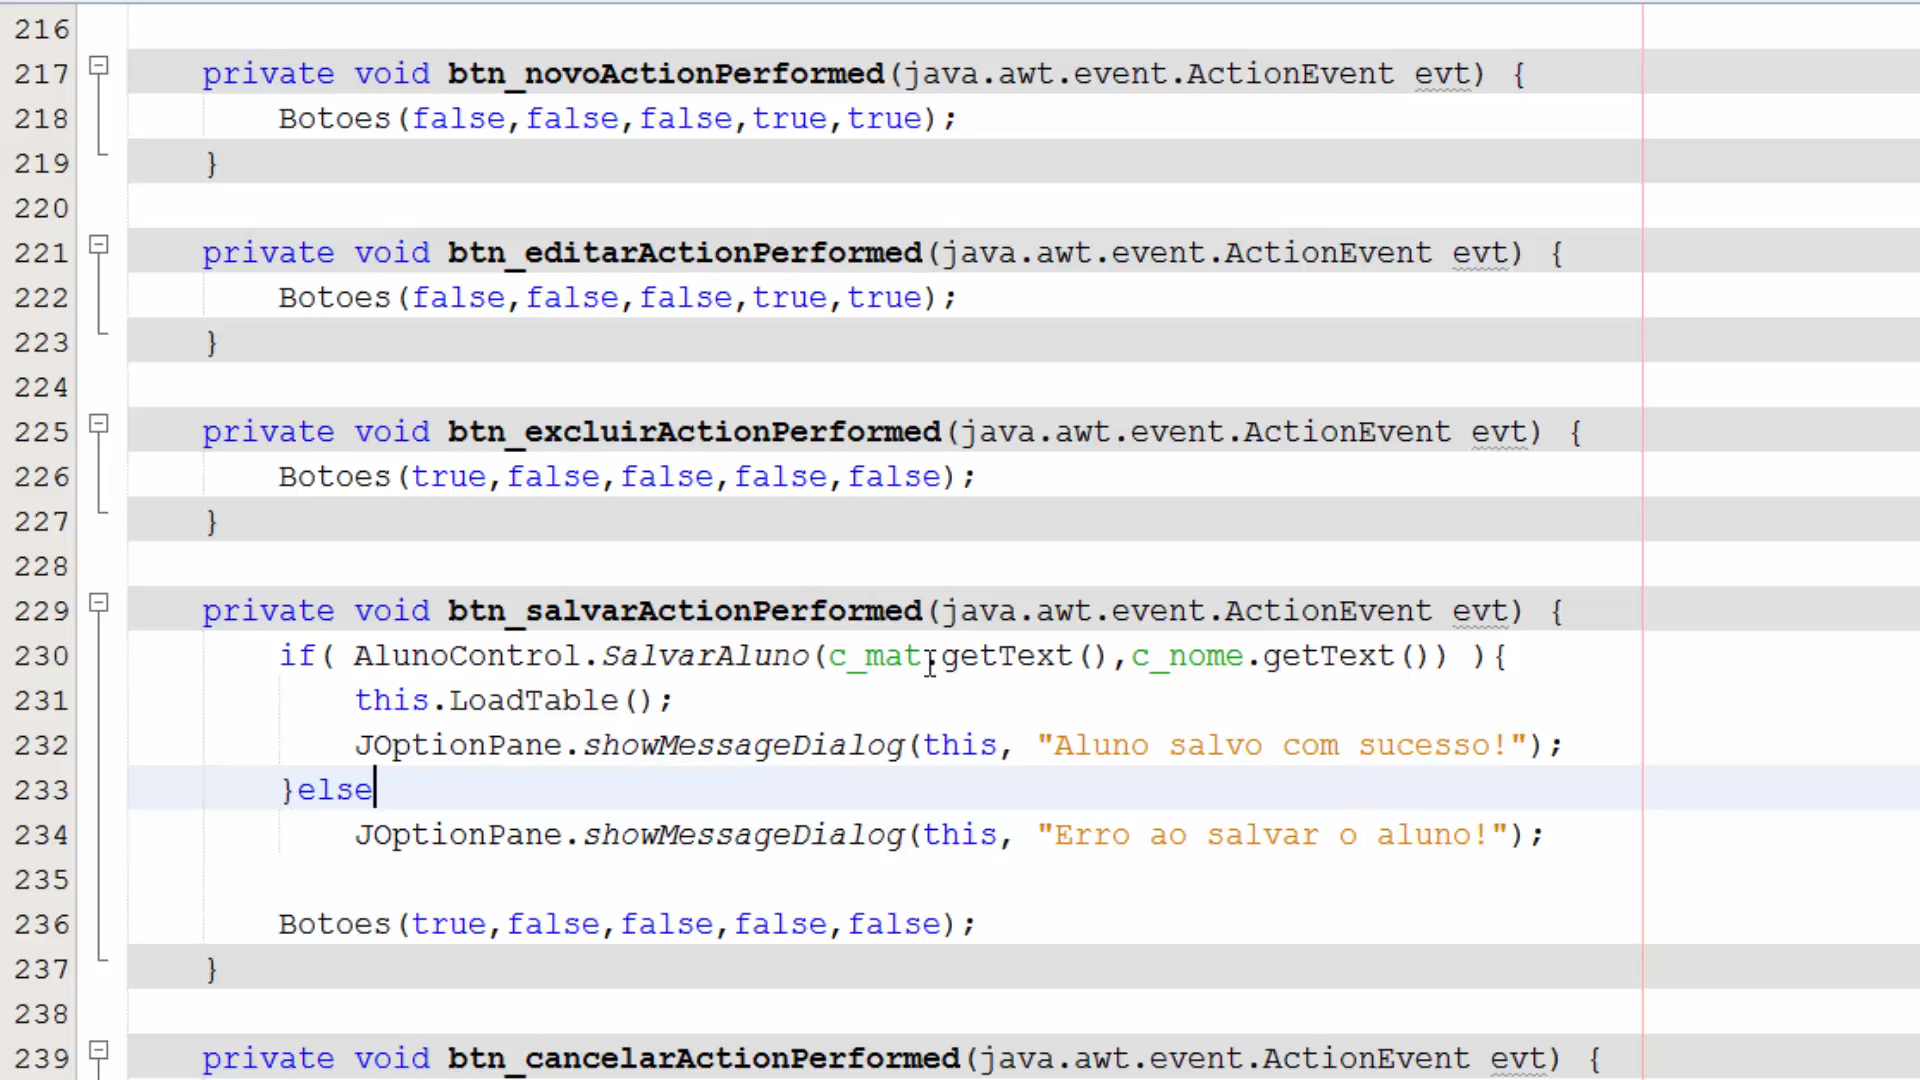 216
217 private void btn_novoActionPerformed(java.awt.event.ActionEvent evt) {
218 Botoes(false,false,false,true,true);
219 }
220
221 private void btn_editarActionPerformed(java.awt.event.ActionEvent evt) {
222 Botoes(false,false,false,true,true);
223 }
224
225 private void btn_excluirActionPerformed(java.awt.event.ActionEvent evt) {
226 Botoes(true,false,false,false,false);
227 }
228
229 private void btn_salvarActionPerformed(java.awt.event.ActionEvent evt) {
230 if( AlunoControl.SalvarAluno(c_mat.getText(),c_nome.getText()) ){
231 this.LoadTable();
232 JOptionPane.showMessageDialog(this, "Aluno salvo com sucesso!");
233 }else
234 JOptionPane.showMessageDialog(this, "Erro ao salvar o aluno!");
235
236 Botoes(true,false,false,false,false);
237 }
238
239 private void btn_cancelarActionPerformed(java.awt.event.ActionEvent evt) {